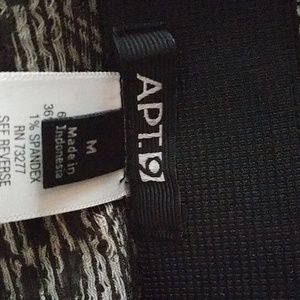 APT.9
M
Made in
Indonesia
1% SPANDEX
RN 73277
SEE REVERSE